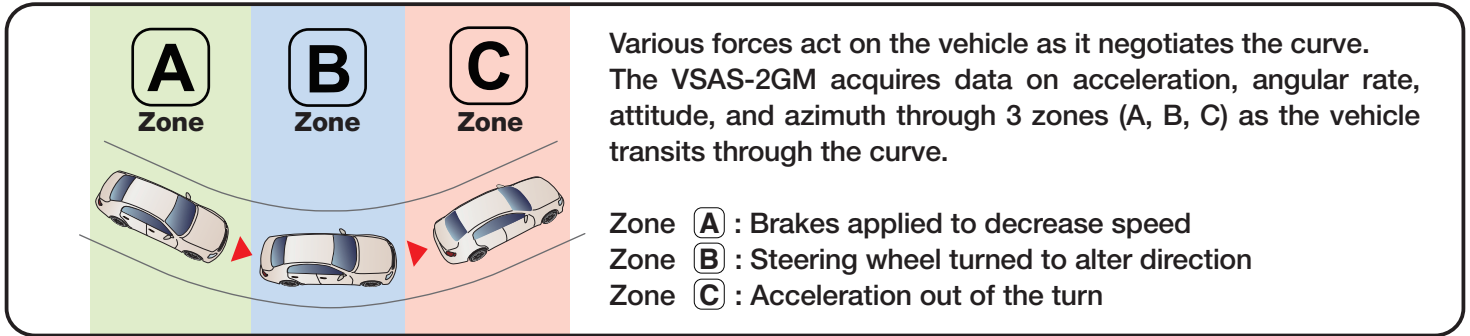 A
Zone
B
Zone
C
Zone
Various forces act on the vehicle as it negotiates the curve.
The VSAS-2GM acquires data on acceleration, angular rate,
attitude, and azimuth through 3 zones (A, B, C) as the vehicle
transits through the curve.
Zone A : Brakes applied to decrease speed
Zone B : Steering wheel turned to alter direction
Zone C : Acceleration out of the turn